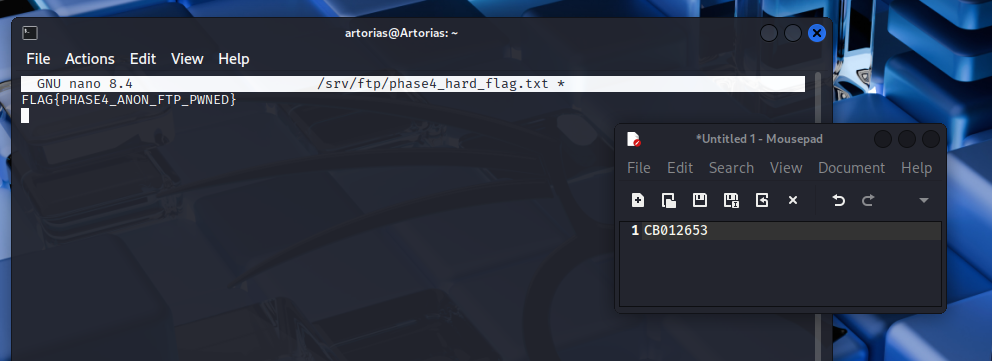 artorias@Artorias: ~
File Actions Edit View Help
GNU nano 8.4 /srv/ftp/phase4_hard_flag.txt *
FLAG{PHASE4_ANON_FTP_PWNED}
*Untitled 1 - Mousepad
File Edit Search View Document Help
1 CB012653